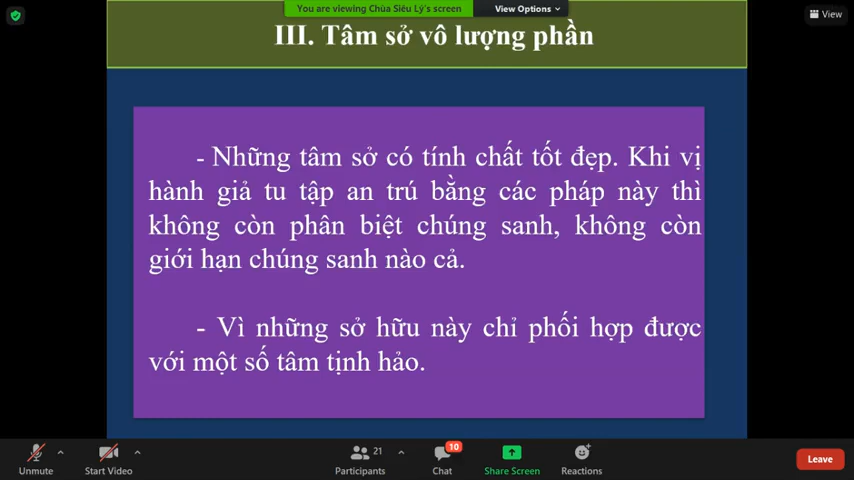 You are viewing Chùa Siêu Lý's screen
View Options
View
III. Tâm sở vô lượng phần
- Những tâm sở có tính chất tốt đẹp. Khi vị
hành giả tu tập an trú bằng các pháp này thì
không còn phân biệt chúng sanh, không còn
giới hạn chúng sanh nào cả.
- Vì những sở hữu này chỉ phối hợp được
với một số tâm tịnh hảo.
Unmute
Start Video
21
Participants
10
Chat
Share Screen
Reactions
Leave